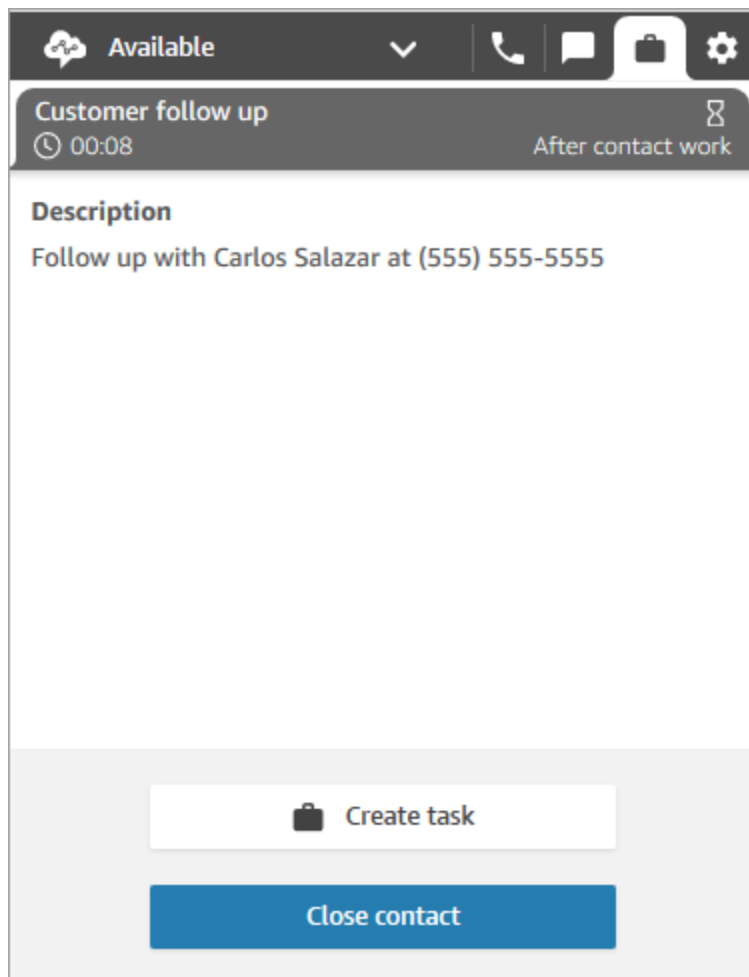 Available
Customer follow up
00:08
After contact work
Description
Follow up with Carlos Salazar at (555) 555-5555
Create task
Close contact